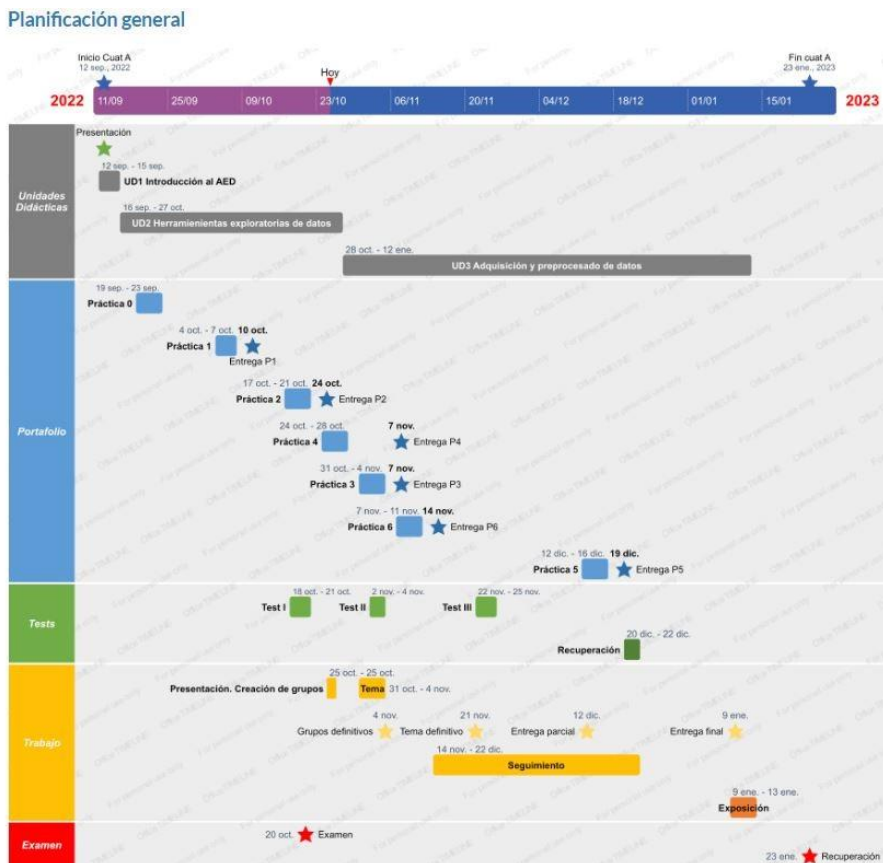 Planificación general
Inicio Cuat A
12 sep., 2022
Hoy
Fin cuat A
23 ene., 2023
2022 11/09 25/09 09/10 23/10 06/11 20/11 04/12 18/12 01/01 15/01 2023
Unidades
Didácticas
Presentación
12 sep. - 15 sep.
UD1 Introducción al AED
16 sep. - 27 oct.
UD2 Herramienientas exploratorias de datos
28 oct. - 12 ene.
UD3 Adquisición y preprocesado de datos
Portafolio
19 sep. - 23 sep.
Práctica 0
4 oct. - 7 oct. 10 oct.
Práctica 1
Entrega P1
17 oct. - 21 oct. 24 oct.
Práctica 2 Entrega P2
24 oct. - 28 oct. 7 nov.
Práctica 4 Entrega P4
31 oct. - 4 nov. 7 nov.
Práctica 3 Entrega P3
7 nov. - 11 nov. 14 nov.
Práctica 6 Entrega P6
12 dic. - 16 dic. 19 dic.
Práctica 5 Entrega P5
Tests
18 oct. - 21 oct. 2 nov. - 4 nov. 22 nov. - 25 nov.
Test I Test II Test IIi
20 dic. - 22 dic.
Recuperación
Trabajo
25 oct. - 25 oct.
Presentación. Creación de grupos Tema 31 oct. - 4 nov.
4 nov. 21 nov. 12 dic. 9 ene.
Grupos definitivos Tema definitivo Entrega parcial Entrega final
14 nov. - 22 dic.
Seguimiento
9 ene. - 13 ene.
Exposición
Examen
20 oct. Examen
23 ene. Recuperación